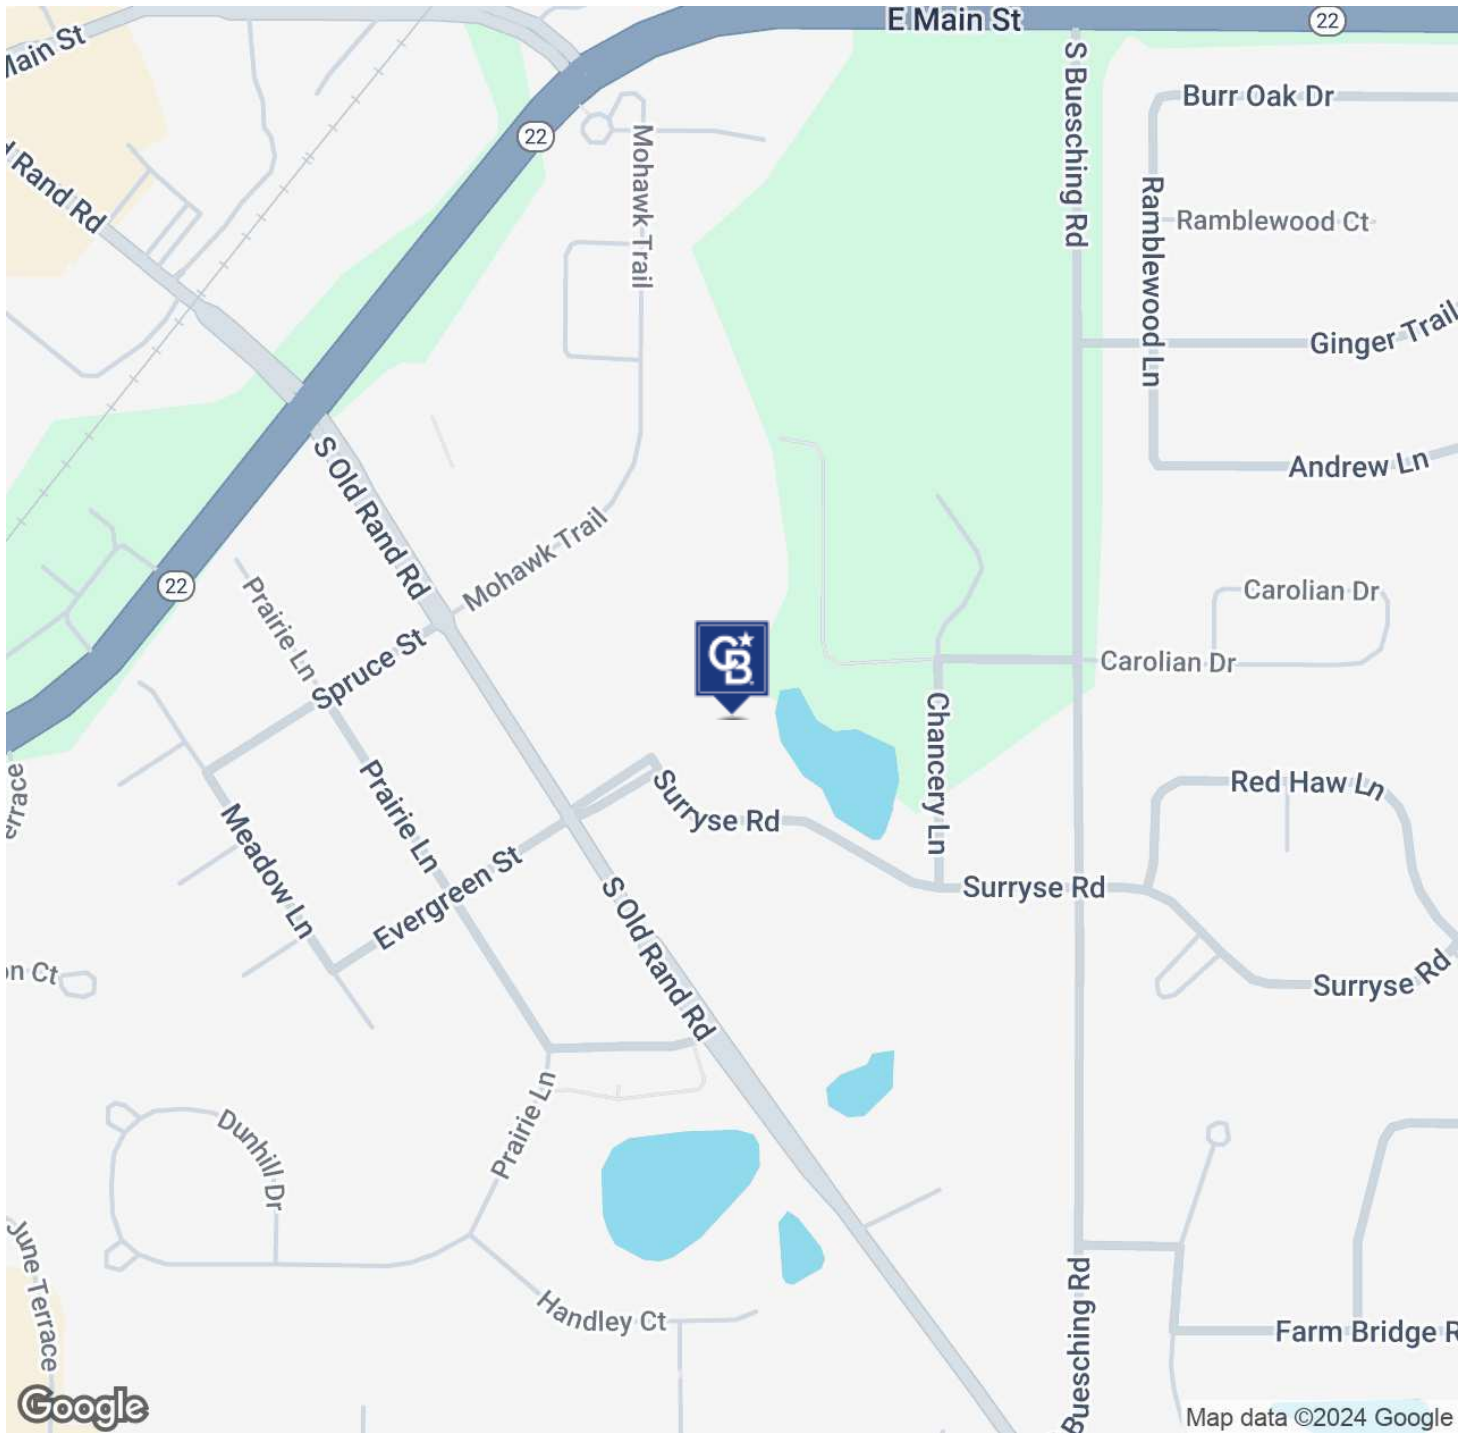 E Main St
22
Main St
S Buesching Rd
Burr Oak Dr
22
Mohawk Trail
Rand Rd
Ramblewood Ln
Ramblewood Ct
Ginger Trail
S Old Rand Rd
Andrew Ln
Mohawk Trail
22
Prairie Ln
Carolian Dr
Spruce St
CB
Carolian Dr
Chancery Ln
Prairie Ln
Surryse Rd
Red Haw Ln
Meadow Ln
Evergreen St
S Old Rand Rd
Surryse Rd
on Ct
Surryse Rd
Prairie Ln
Dunhill Dr
June Terrace
Handley Ct
Buesching Rd
Farm Bridge R
Google
Map data ©2024 Google